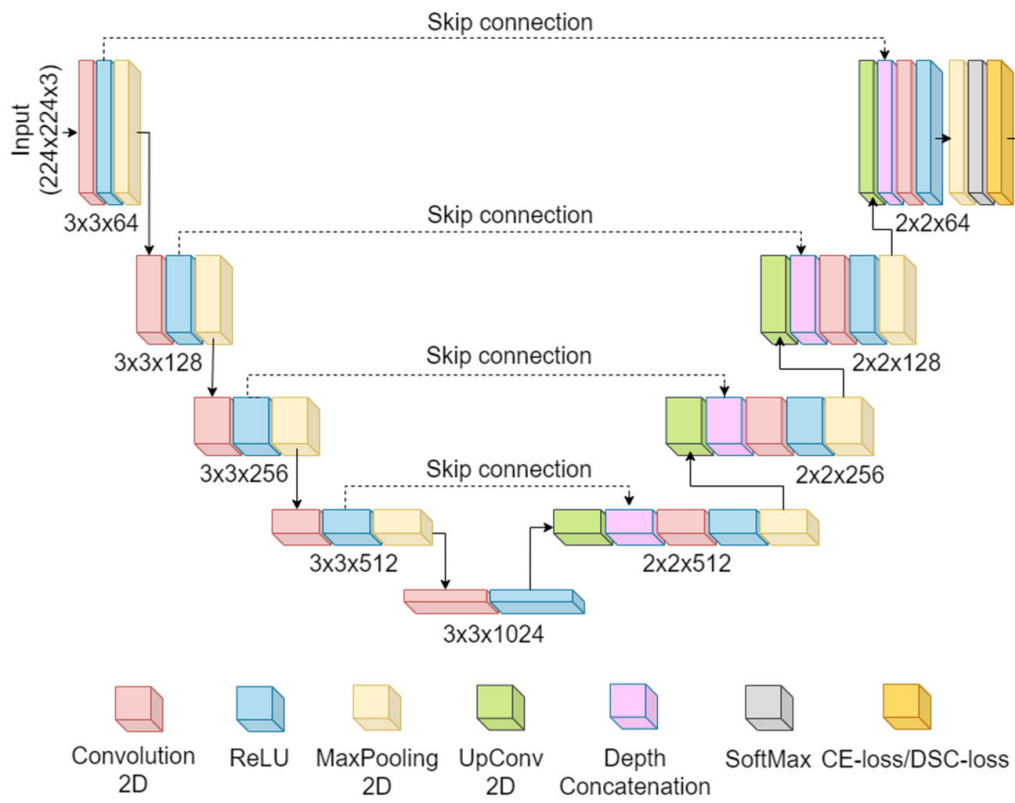 Skip connection
Input
(224x224x3)
3x3x64
2x2x64
Skip connection
3x3x128
2x2x128
Skip connection
3x3x256
2x2x256
Skip connection
3x3x512
2x2x512
3x3x1024
Convolution
2D
ReLU
MaxPooling
2D
UpConv
2D
Depth
Concatenation
SoftMax
CE-loss/DSC-loss